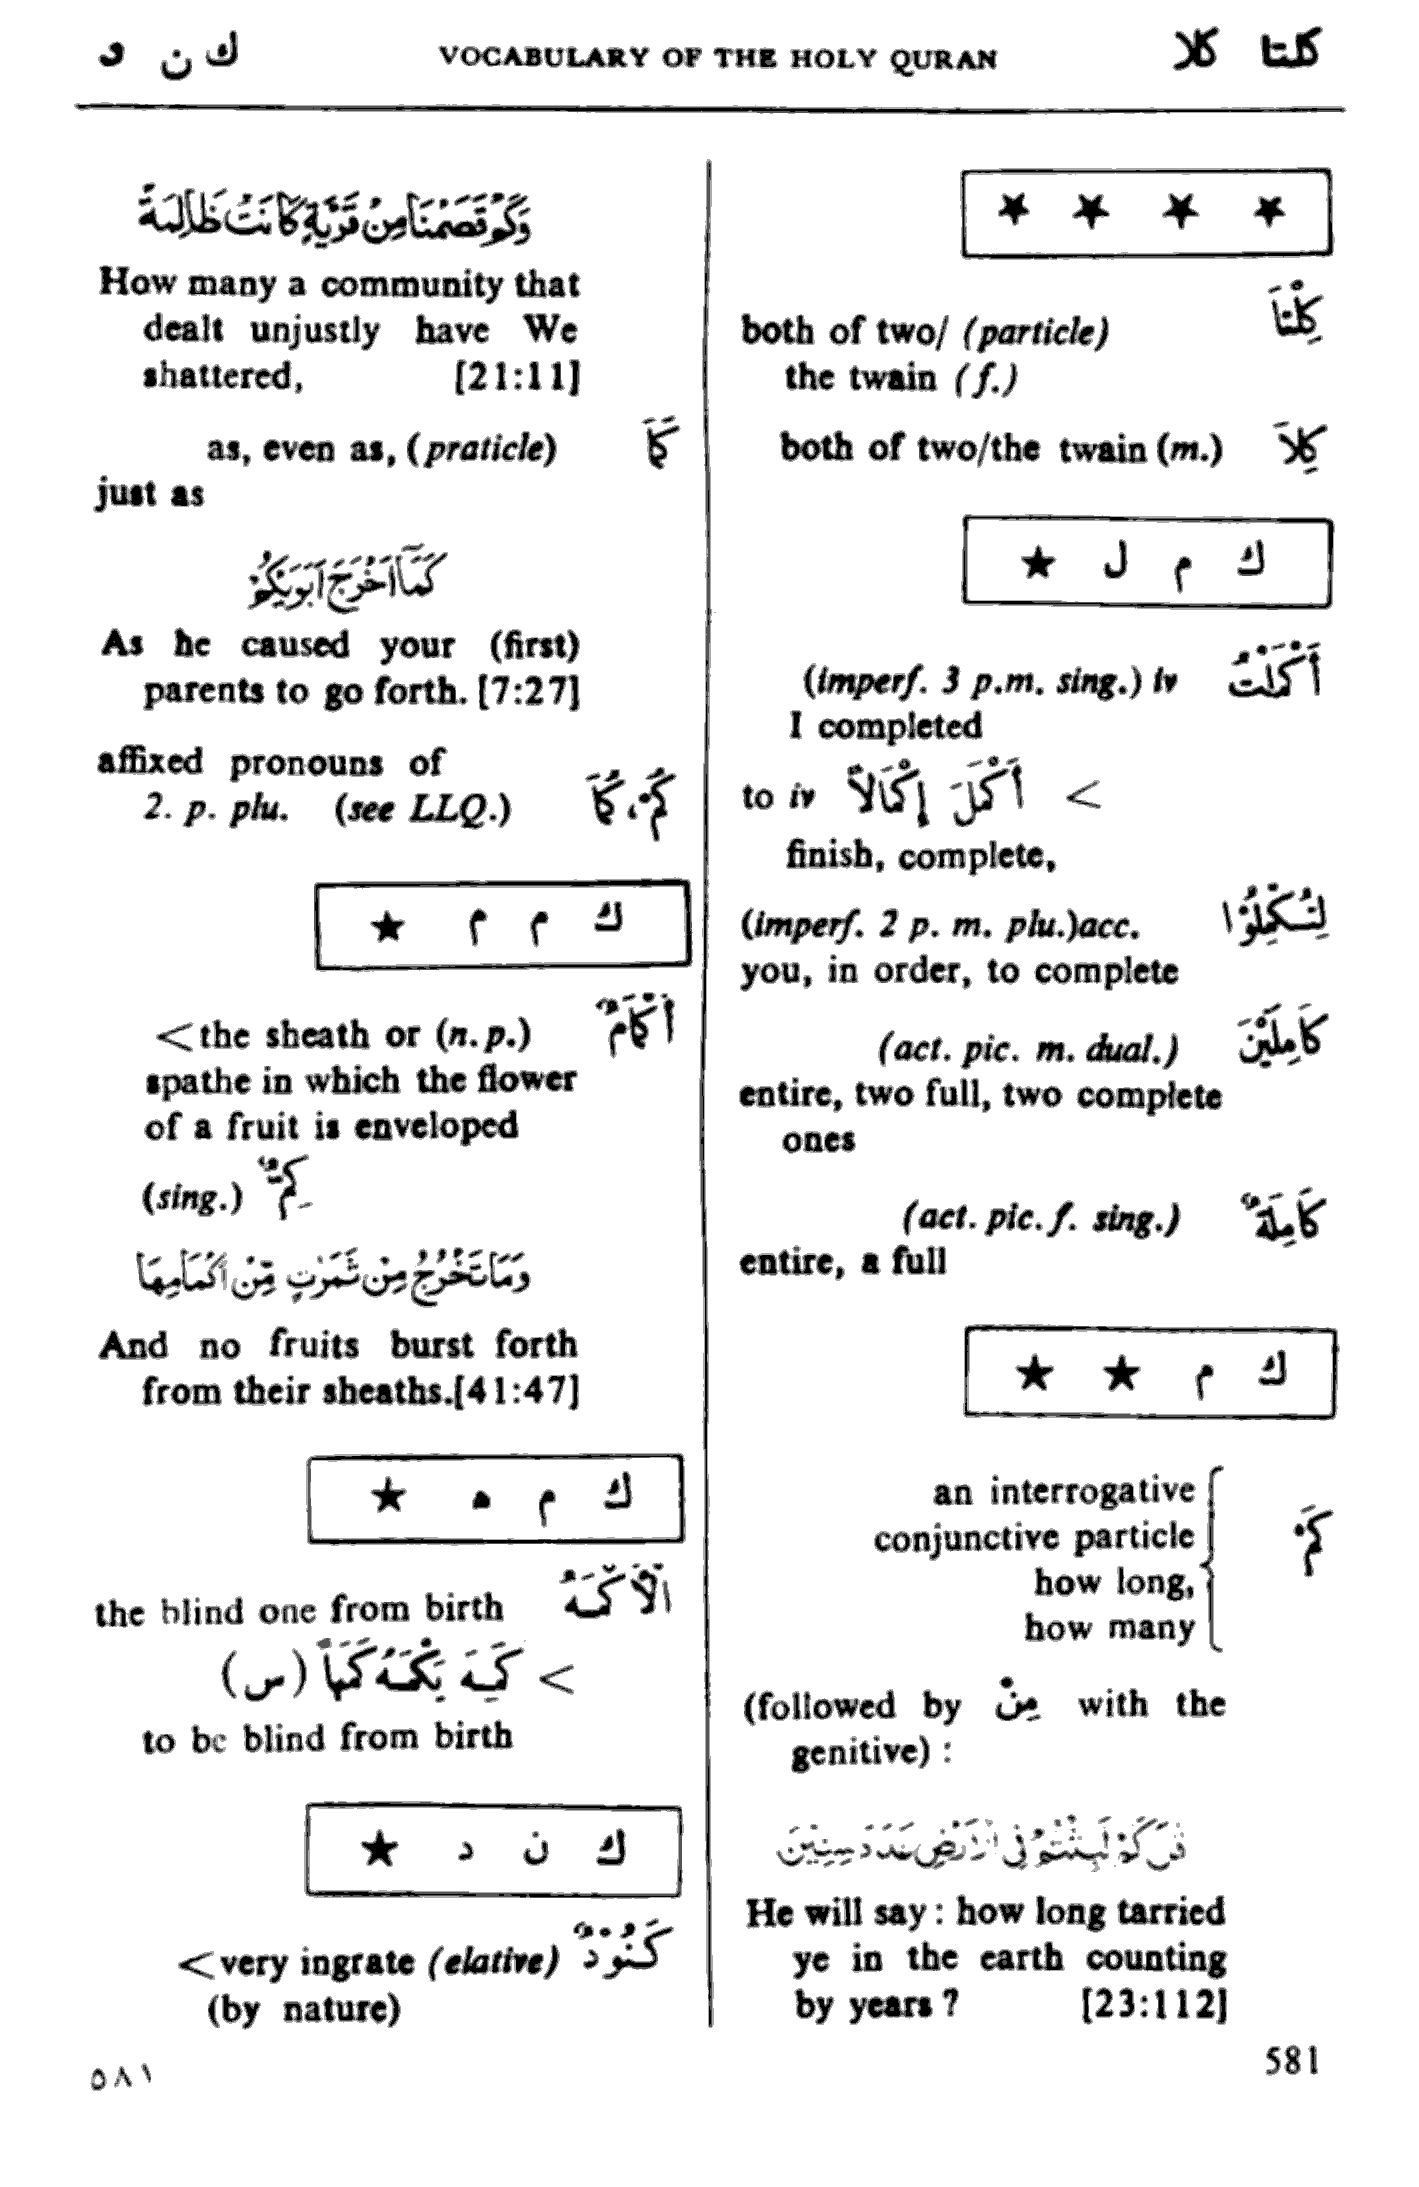 ك ن د VOCABULARY OF THE HOLY QURAN كلتا كلا
★ ★ ★ ★
both of two/ (particle) كِلْتَا
the twain (f.)
both of two/the twain (m.) كِلاَ
ك م ل ★
(imperf. 3 p.m. sing.) iv أَكْمَلْتُ
I completed
to iv أَكْمَلَ إِكْمَالاً >
finish, complete,
(imperf. 2 p. m. plu.)acc. لِتُكْمِلُوْا
you, in order, to complete
(act. pic. m. dual.) كَامِلَيْنِ
entire, two full, two complete
ones
(act. pic. f. sing.) كَامِلَةٌ
entire, a full
ك م ★ ★
an interrogative
conjunctive particle كَمْ
how long,
how many
(followed by مِنْ with the
genitive) :
قٰلَ كَمْ لَبِثْتُمْ فِى الْاَرْضِ عَدَدَ سِنِيْنَ
He will say : how long tarried
ye in the earth counting
by years ? [23:112]
وَكَمْ قَصَمْنَا مِنْ قَرْيَةٍ كَانَتْ ظَالِمَةً
How many a community that
dealt unjustly have We
shattered, [21:11]
as, even as, (praticle) كَمَا
just as
كَمَآ اَخْرَجَ اَبَوَيْكُمْ
As he caused your (first)
parents to go forth. [7:27]
affixed pronouns of
2. p. plu. (see LLQ.) كُمْ، كُمَا
ك م م ★
< the sheath or (n. p.) أَكْمَامٌ
spathe in which the flower
of a fruit is enveloped
(sing.) كِمٌّ
وَمَا تَخْرُجُ مِنْ ثَمَرٰتٍ مِّنْ اَكْمَامِهَا
And no fruits burst forth
from their sheaths.[41:47]
ك م ه ★
the blind one from birth اَلْأَكْمَهُ
< كَمِهَ يَكْمَهُ كَمَهاً (س)
to be blind from birth
ك ن د ★
< very ingrate (elative) كَنُوْدٌ
(by nature)
٥٨١ 581